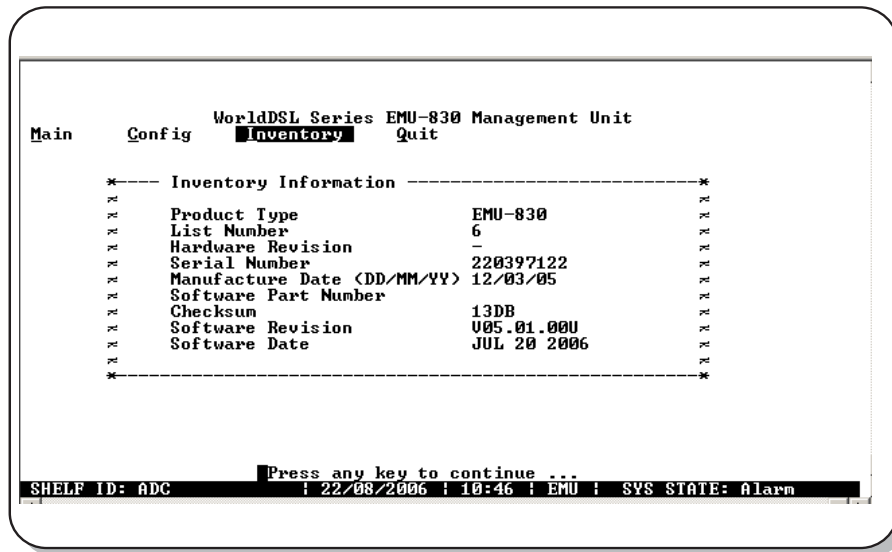 WorldDSL Series EMU-830 Management Unit
Main Config Inventory Quit
Inventory Information
Product Type EMU-830
List Number 6
Hardware Revision -
Serial Number 220397122
Manufacture Date (DD/MM/YY) 12/03/05
Software Part Number
Checksum 13DB
Software Revision V05.01.00U
Software Date JUL 20 2006
Press any key to continue ...
SHELF ID: ADC ¦ 22/08/2006 ¦ 10:46 ¦ EMU ¦ SYS STATE: Alarm